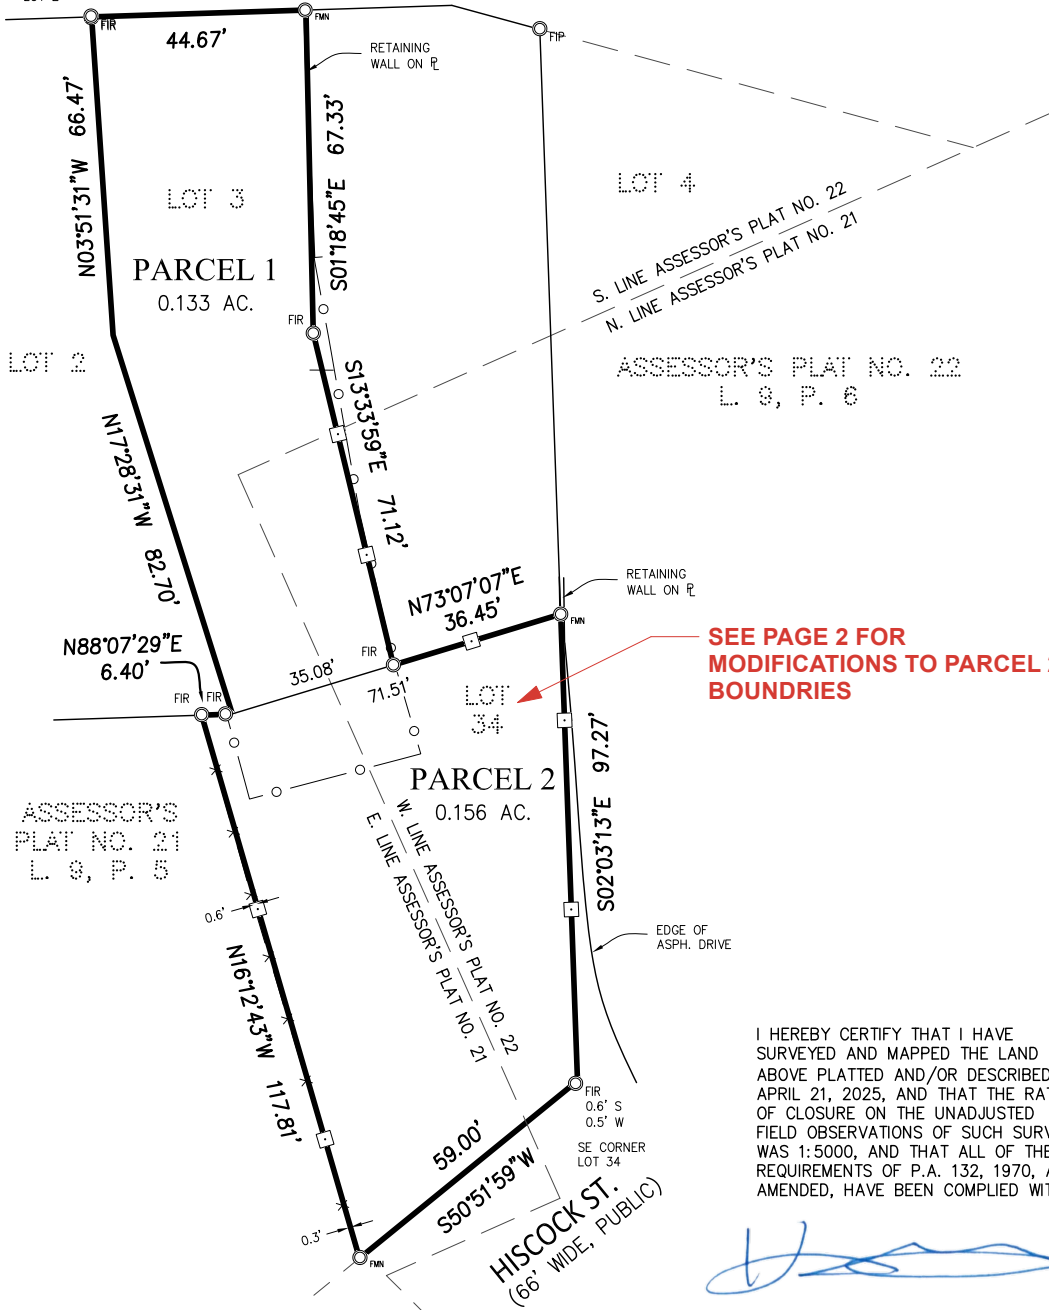 FIR
FMN
44.67'
FIP
RETAINING
WALL ON ℙL
N03°51'31"W 66.47'
S01°18'45"E 67.33'
LOT 3
LOT 4
PARCEL 1
0.133 AC.
S. LINE ASSESSOR'S PLAT NO. 22
N. LINE ASSESSOR'S PLAT NO. 21
FIR
LOT 2
ASSESSOR'S PLAT NO. 22
L. 9, P. 6
S13°33'59"E 71.12'
N17°28'31"W 82.70'
RETAINING
WALL ON ℙL
N73°07'07"E
36.45'
FMN
N88°07'29"E
6.40'
FIR
35.08'
71.51'
FIR
FIR
SEE PAGE 2 FOR
MODIFICATIONS TO PARCEL
BOUNDRIES
LOT
34
PARCEL 2
0.156 AC.
S02°03'13"E 97.27'
ASSESSOR'S
PLAT NO. 21
L. 9, P. 5
W. LINE ASSESSOR'S PLAT NO. 22
E. LINE ASSESSOR'S PLAT NO. 21
0.6'
EDGE OF
ASPH. DRIVE
N16°12'43"W 117.81'
FIR
0.6' S
0.5' W
SE CORNER
LOT 34
59.00'
S50°51'59"W
0.3'
FMN
HISCOCK ST.
(66' WIDE, PUBLIC)
I HEREBY CERTIFY THAT I HAVE
SURVEYED AND MAPPED THE LAND
ABOVE PLATTED AND/OR DESCRIBED
APRIL 21, 2025, AND THAT THE
OF CLOSURE ON THE UNADJUSTED
FIELD OBSERVATIONS OF SUCH
WAS 1:5000, AND THAT ALL OF THE
REQUIREMENTS OF P.A. 132, 1970,
AMENDED, HAVE BEEN COMPLIED